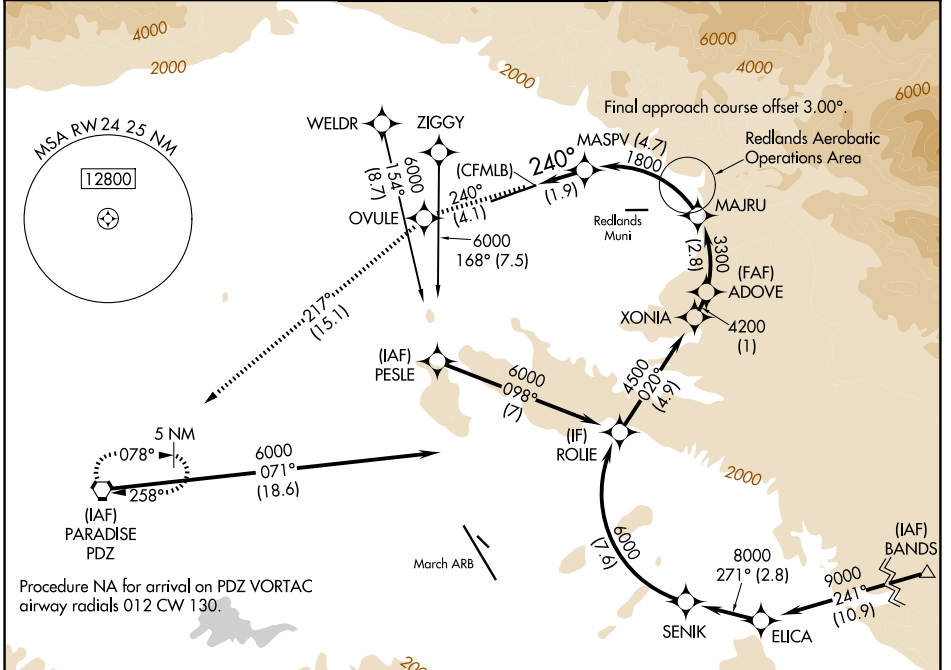 4000
2000
6000
4000
6000
2000
Final approach course offset 3.00°.
MSA RW24 25 NM
12800
WELDR
ZIGGY
MASPV (4.7)
1800
Redlands Aerobatic
Operations Area
6000
154°
(8.7)
6000
240°
(CFMLB)
240°
(4.1)
(1.9)
OVULE
Redlands
Muni
MAJRU
6000
168° (7.5)
3300
(2.8)
(FAF)
ADOVE
XONIA
4200
(1)
217°
(15.1)
(IAF)
PESLE
6000
098°
(7)
4500
020°
(4.9)
(IF)
ROLIE
5 NM
078°
258°
6000
071°
(18.6)
2000
(IAF)
PARADISE
PDZ
March ARB
6000
(7.6)
8000
271° (2.8)
(IAF)
BANDS
9000
241°
(10.9)
Procedure NA for arrival on PDZ VORTAC
airway radials 012 CW 130.
SENIK
ELICA